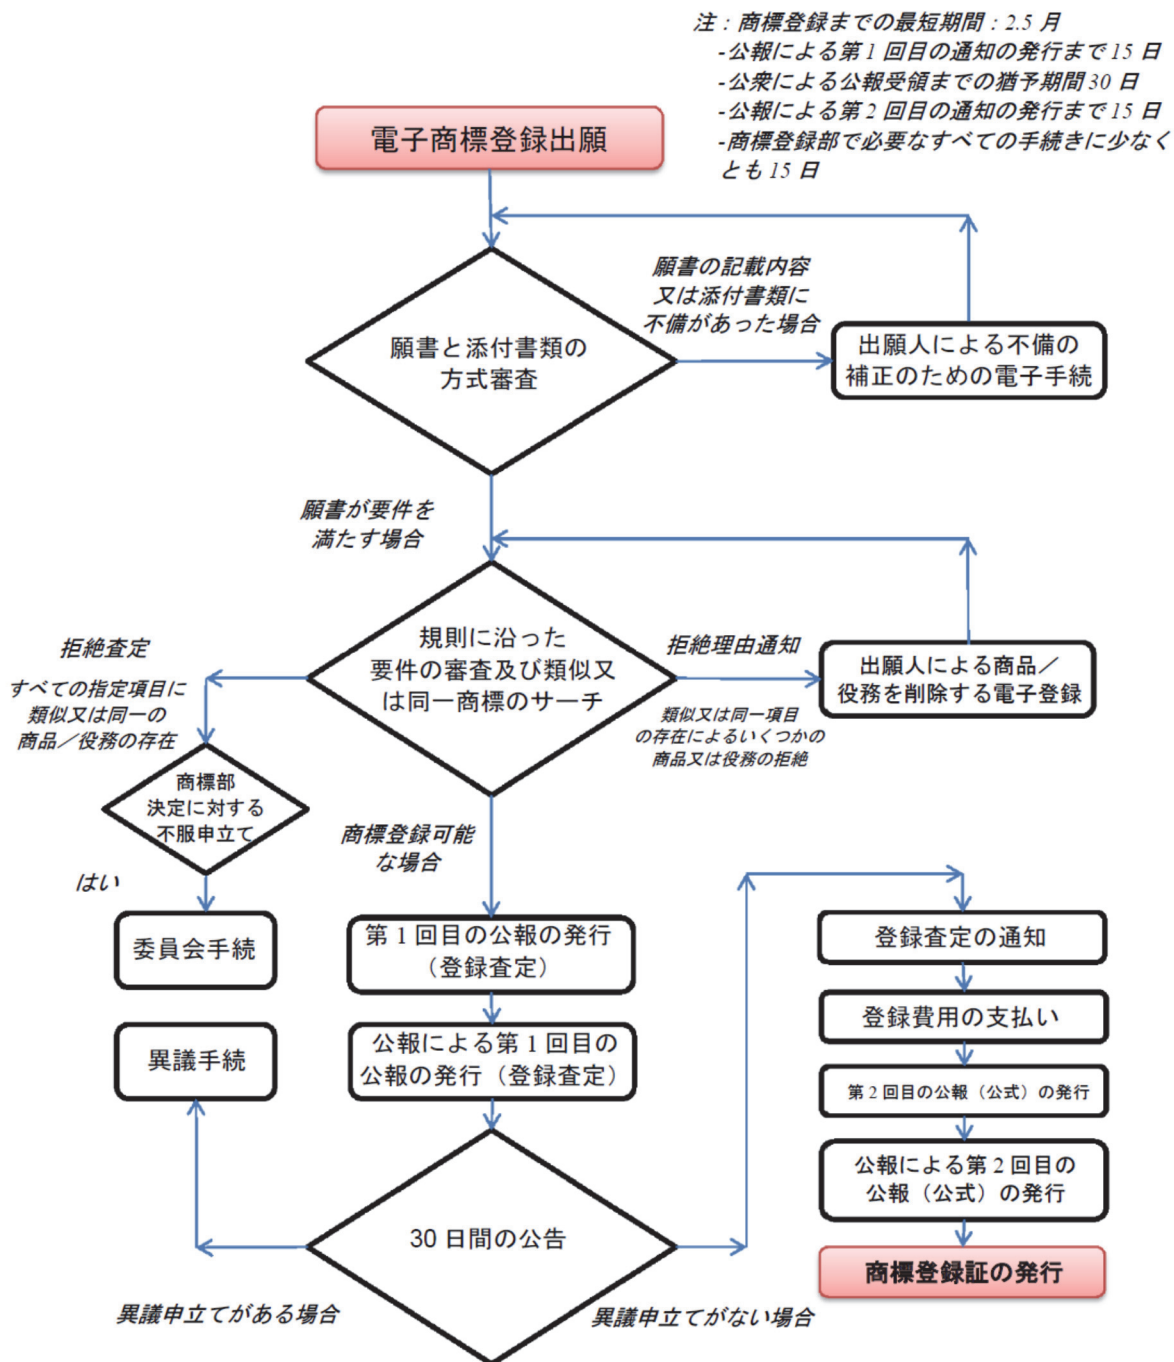 注：商標登録までの最短期間：2.5 月
-公報による第 1 回目の通知の発行まで 15 日
-公衆による公報受領までの猶予期間 30 日
-公報による第 2 回目の通知の発行まで 15 日
-商標登録部で必要なすべての手続きに少なく
とも 15 日
電子商標登録出願
願書の記載内容
又は添付書類に
不備があった場合
願書と添付書類の
方式審査
出願人による不備の
補正のための電子手続
願書が要件を
満たす場合
規則に沿った
要件の審査及び類似又
は同一商標のサーチ
拒絶理由通知
類似又は同一項目
の存在によるいくつかの
商品又は役務の拒絶
出願人による商品／
役務を削除する電子登録
拒絶査定
すべての指定項目に
類似又は同一の
商品／役務の存在
商標部
決定に対する
不服申立て
はい
委員会手続
商標登録可能
な場合
第 1 回目の公報の発行
（登録査定）
公報による第 1 回目の
公報の発行（登録査定）
異議手続
30 日間の公告
異議申立てがある場合
異議申立てがない場合
登録査定の通知
登録費用の支払い
第 2 回目の公報（公式）の発行
公報による第 2 回目の
公報（公式）の発行
商標登録証の発行